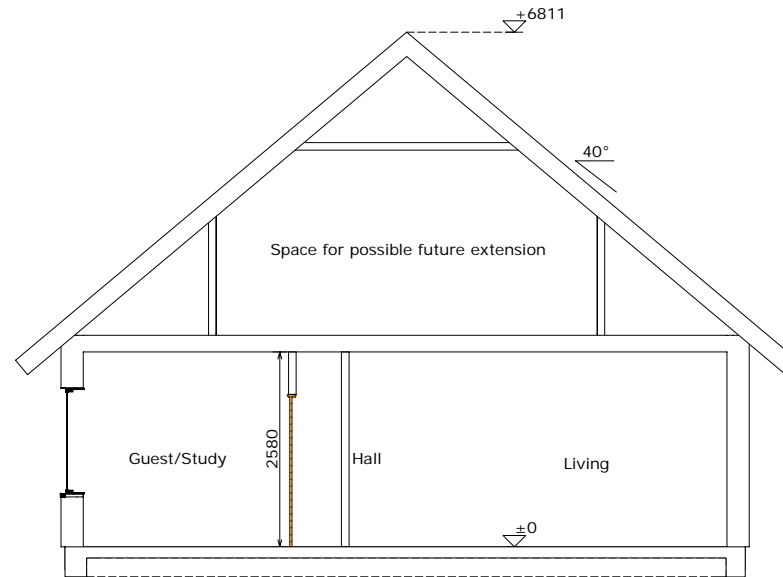 ±6811
40°
Space for possible future extension
2580
Guest/Study
Hall
Living
±0